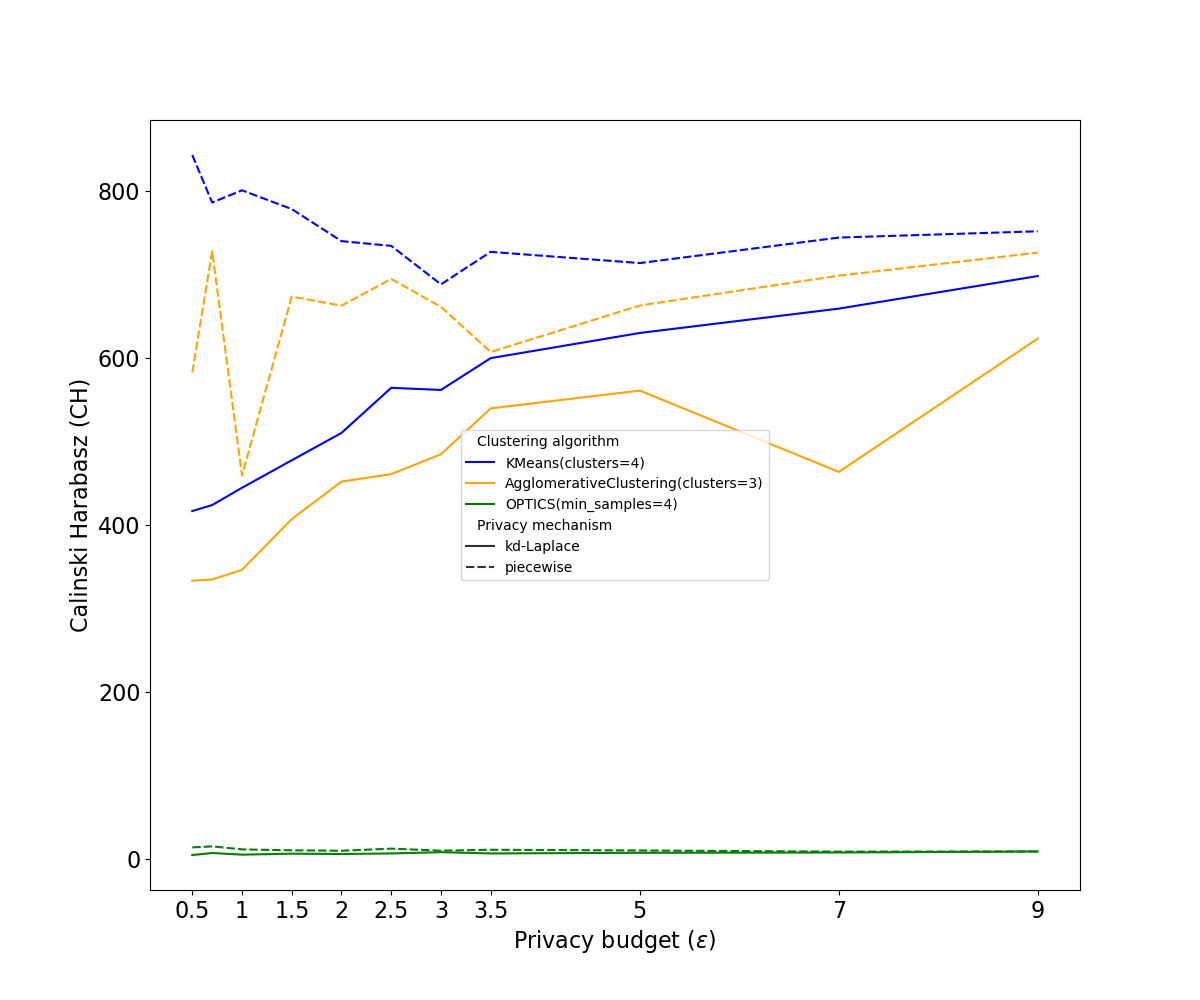 800
600
400
200
0
Calinski Harabasz (CH)
Clustering algorithm
KMeans(clusters=4)
AgglomerativeClustering(clusters=3)
OPTICS(min_samples=4)
Privacy mechanism
kd-Laplace
piecewise
0.5 1 1.5 2 2.5 3 3.5 5 7 9
Privacy budget (ε)